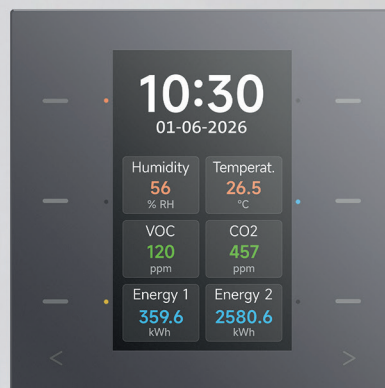 10:30
01-06-2026
Humidity
56
% RH
Temperat.
26.5
°C
VOC
120
ppm
CO2
457
ppm
Energy 1
359.6
kWh
Energy 2
2580.6
kWh
< >